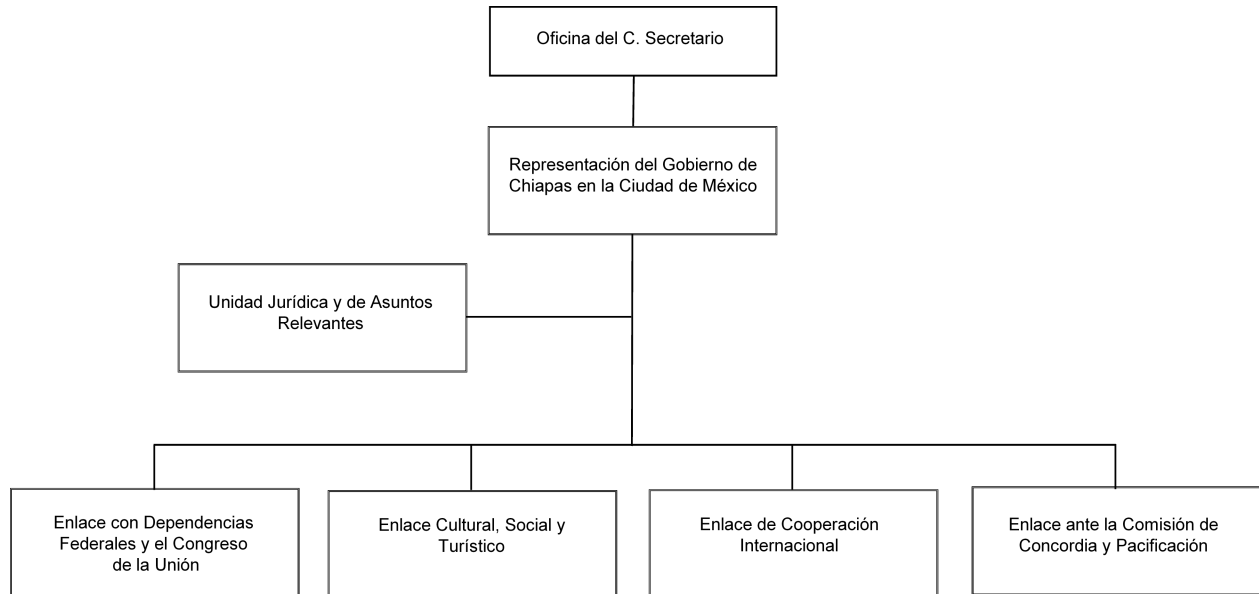 Oficina del C. Secretario
Representación del Gobierno de
Chiapas en la Ciudad de México
Unidad Jurídica y de Asuntos
Relevantes
Enlace con Dependencias
Federales y el Congreso
de la Unión
Enlace Cultural, Social y
Turístico
Enlace de Cooperación
Internacional
Enlace ante la Comisión de
Concordia y Pacificación